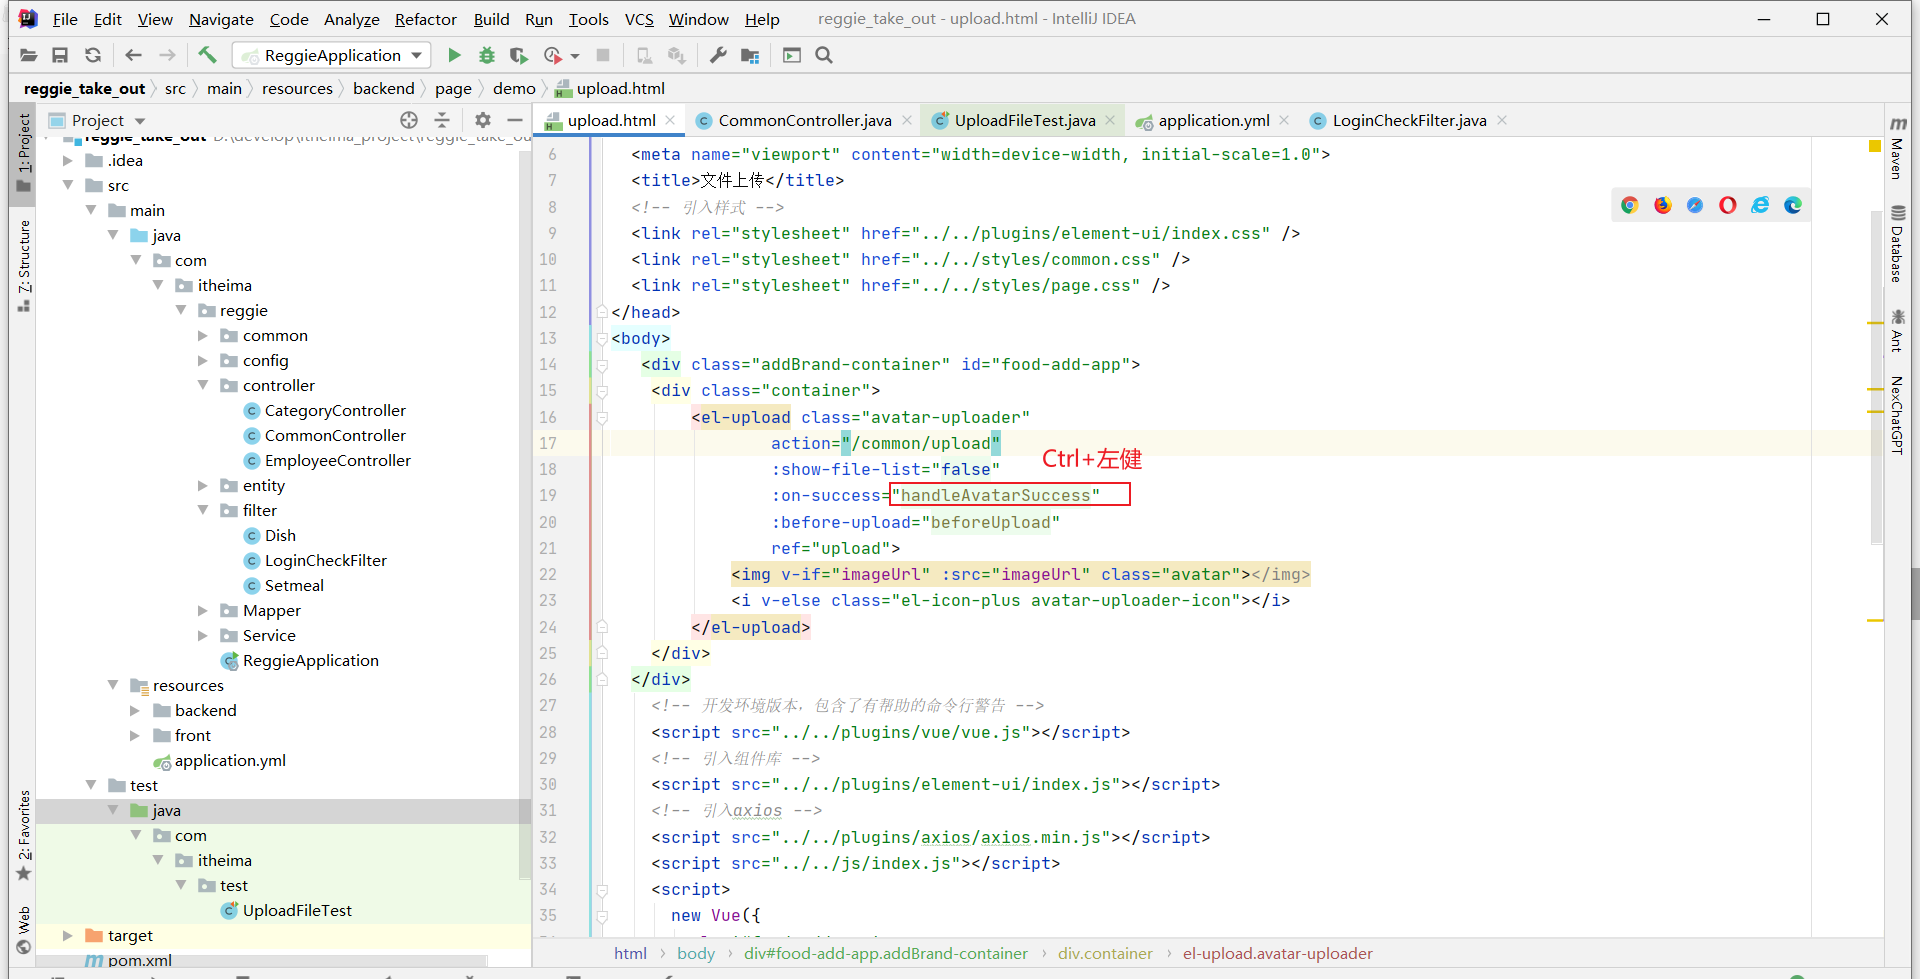 File Edit View Navigate Code Analyze Refactor Build Run Tools VCS Window Help reggie_take_out - upload.html - IntelliJ IDEA
ReggieApplication
reggie_take_out src main resources backend page demo upload.html
Project
upload.html CommonController.java UploadFileTest.java application.yml LoginCheckFilter.java
1: Project
7: Structure
2: Favorites
Web
reggie_take_out D:\develop\itheima_project\reggie_take_ou
.idea
src
main
java
com
itheima
reggie
common
config
controller
CategoryController
CommonController
EmployeeController
entity
filter
Dish
LoginCheckFilter
Setmeal
Mapper
Service
ReggieApplication
resources
backend
front
application.yml
test
java
com
itheima
test
UploadFileTest
target
pom.xml
6 <meta name="viewport" content="width=device-width, initial-scale=1.0">
7 <title>文件上传</title>
8 <!-- 引入样式 -->
9 <link rel="stylesheet" href="../../plugins/element-ui/index.css" />
10 <link rel="stylesheet" href="../../styles/common.css" />
11 <link rel="stylesheet" href="../../styles/page.css" />
12 </head>
13 <body>
14 <div class="addBrand-container" id="food-add-app">
15 <div class="container">
16 <el-upload class="avatar-uploader"
17 action="/common/upload"
18 :show-file-list="false"
Ctrl+左健
19 :on-success="handleAvatarSuccess"
20 :before-upload="beforeUpload"
21 ref="upload">
22 <img v-if="imageUrl" :src="imageUrl" class="avatar"></img>
23 <i v-else class="el-icon-plus avatar-uploader-icon"></i>
24 </el-upload>
25 </div>
26 </div>
27 <!-- 开发环境版本，包含了有帮助的命令行警告 -->
28 <script src="../../plugins/vue/vue.js"></script>
29 <!-- 引入组件库 -->
30 <script src="../../plugins/element-ui/index.js"></script>
31 <!-- 引入axios -->
32 <script src="../../plugins/axios/axios.min.js"></script>
33 <script src="../../js/index.js"></script>
34 <script>
35 new Vue({
html body div#food-add-app.addBrand-container div.container el-upload.avatar-uploader
Maven
Database
Ant
NexChatGPT